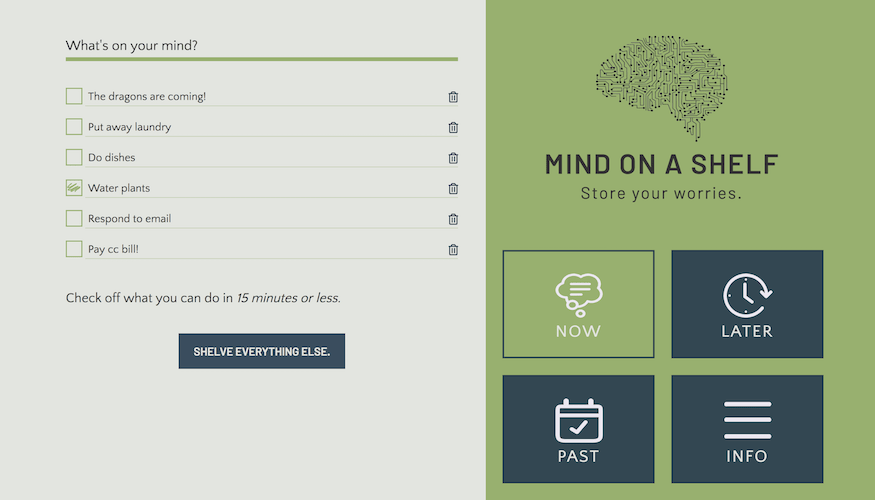 What's on your mind?
The dragons are coming!
Put away laundry
Do dishes
Water plants
Respond to email
Pay cc bill!
Check off what you can do in 15 minutes or less.
SHELVE EVERYTHING ELSE.
MIND ON A SHELF
Store your worries.
NOW
LATER
PAST
INFO